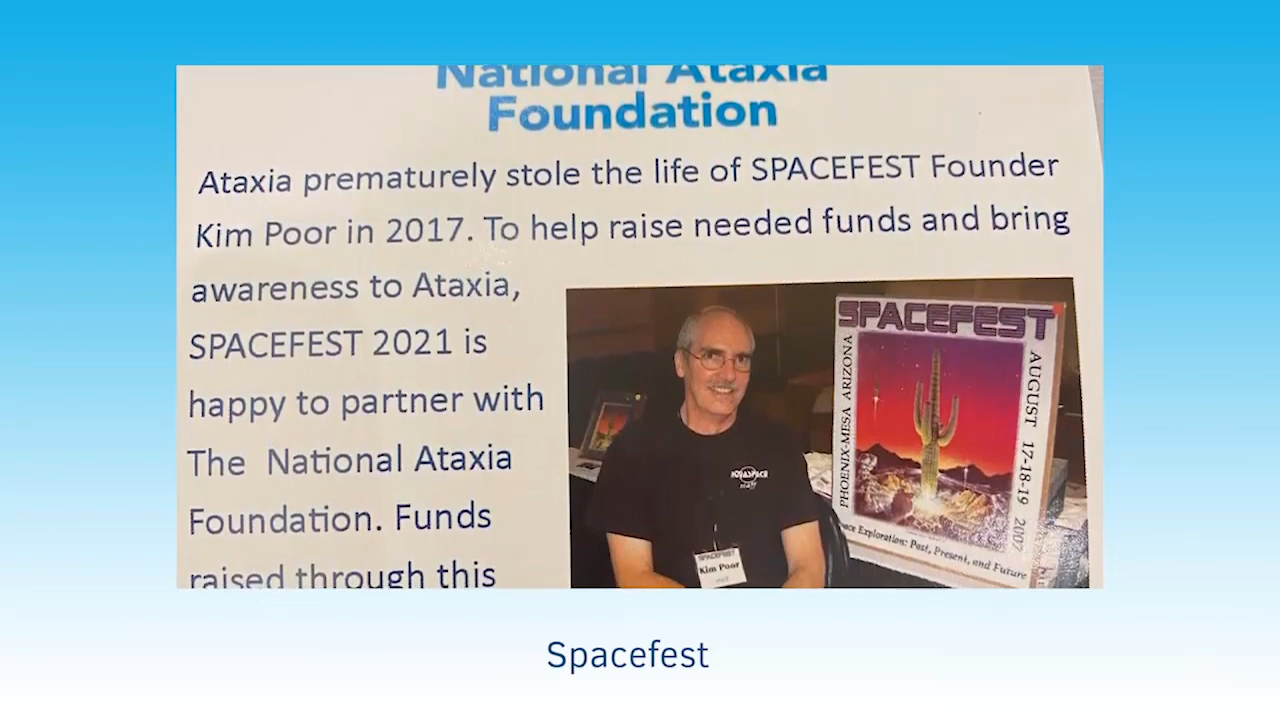 National Ataxia
Foundation
Ataxia prematurely stole the life of SPACEFEST Founder
Kim Poor in 2017. To help raise needed funds and bring
awareness to Ataxia,
SPACEFEST 2021 is
happy to partner with
The National Ataxia
Foundation. Funds
raised through this
SPACEFEST
PHOENIX-MESA ARIZONA
AUGUST 17-18-19 2007
Space Exploration: Past, Present, and Future
NOVASPACE
SPACEFEST
Kim Poor
Spacefest